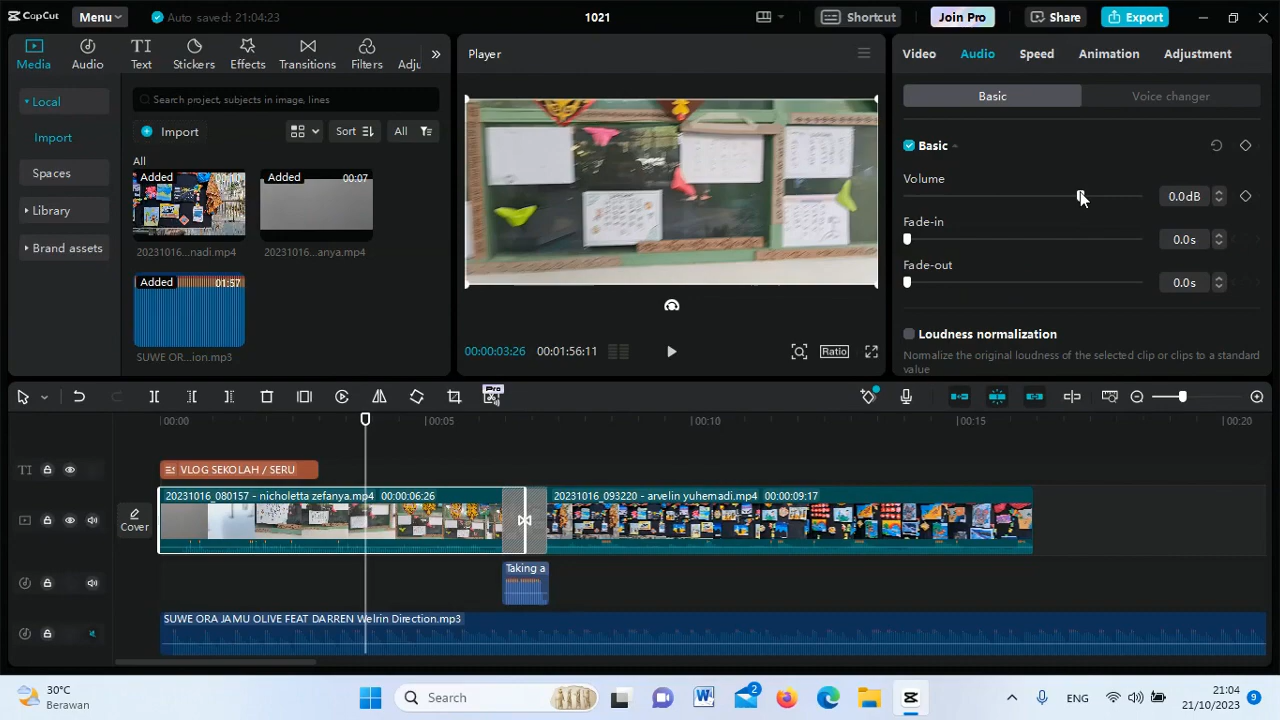 CapCut
Menu
Auto saved: 21:04:23
1021
Shortcut
Join Pro
Share
Export
Media
Audio
Text
Stickers
Effects
Transitions
Filters
Adju
Local
Import
Spaces
Library
Brand assets
Search project, subjects in image, lines
Import
Sort
All
All
Added
20231016...nadi.mp4
Added 00:07
20231016...anya.mp4
Added 01:57
SUWE OR...ion.mp3
Player
00:00:03:26
00:01:56:11
Ratio
Video
Audio
Speed
Animation
Adjustment
Basic
Voice changer
Basic
Volume
0.0dB
Fade-in
0.0s
Fade-out
0.0s
Loudness normalization
Normalize the original loudness of the selected clip or clips to a standard
value
Pro
00:00
00:05
00:10
00:15
00:20
TI
VLOG SEKOLAH / SERU
Cover
20231016_080157 - nicholetta zefanya.mp4 00:00:06:26
20231016_093220 - arvelin yuhemadi.mp4 00:00:09:17
Taking a
SUWE ORA JAMU OLIVE FEAT DARREN Welrin Direction.mp3
30°C
Berawan
Search
2
ENG
21:04
21/10/2023
9